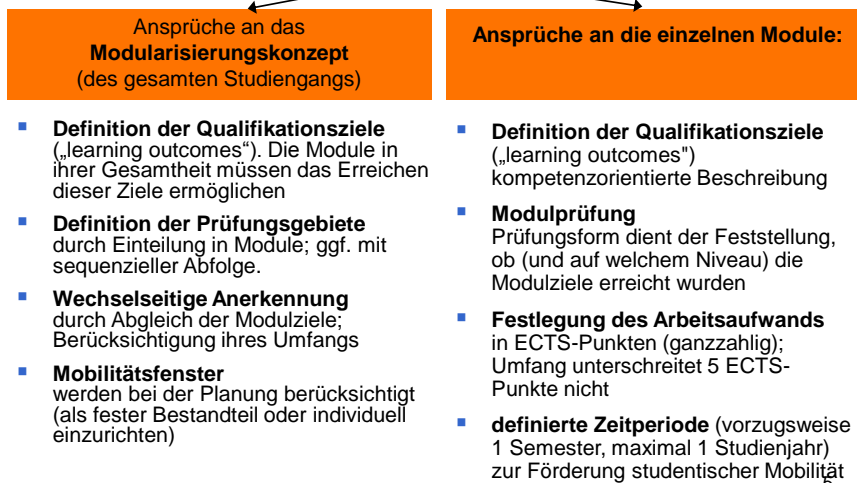 Ansprüche an das
Modularisierungskonzept
(des gesamten Studiengangs)
Definition der Qualifikationsziele
(„learning outcomes“). Die Module in
ihrer Gesamtheit müssen das Erreichen
dieser Ziele ermöglichen
Definition der Prüfungsgebiete
durch Einteilung in Module; ggf. mit
sequenzieller Abfolge.
Wechselseitige Anerkennung
durch Abgleich der Modulziele;
Berücksichtigung ihres Umfangs
Mobilitätsfenster
werden bei der Planung berücksichtigt
(als fester Bestandteil oder individuell
einzurichten)
Ansprüche an die einzelnen Module:
Definition der Qualifikationsziele
(„learning outcomes")
kompetenzorientierte Beschreibung
Modulprüfung
Prüfungsform dient der Feststellung,
ob (und auf welchem Niveau) die
Modulziele erreicht wurden
Festlegung des Arbeitsaufwands
in ECTS-Punkten (ganzzahlig);
Umfang unterschreitet 5 ECTS-
Punkte nicht
definierte Zeitperiode (vorzugsweise
1 Semester, maximal 1 Studienjahr)
zur Förderung studentischer Mobilität